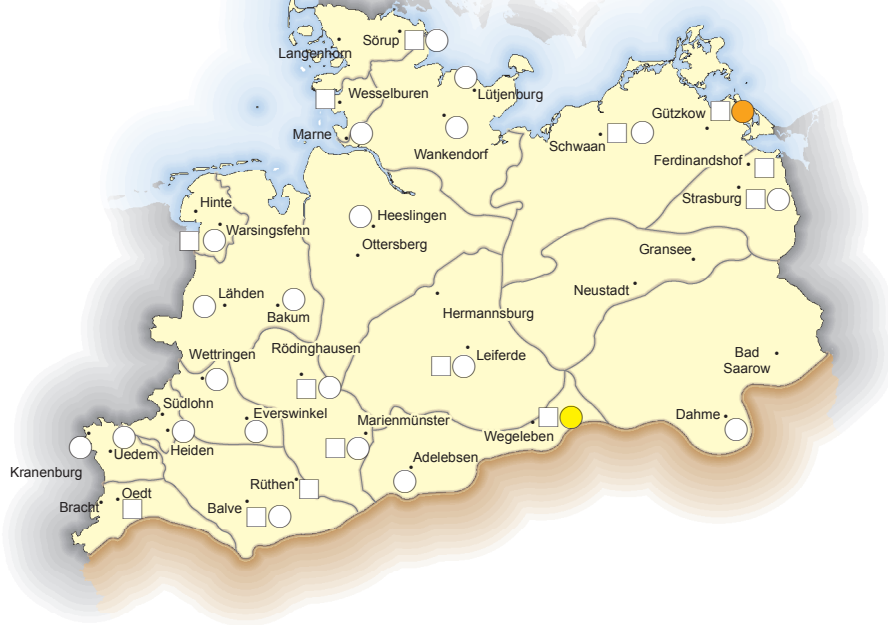 Sörup
Langenhorn
Wesselburen
Lütjenburg
Gützkow
Marne
Wankendorf
Schwaan
Ferdinandshof
Strasburg
Hinte
Heeslingen
Warsingsfehn
Ottersberg
Gransee
Neustadt
Lähden
Bakum
Hermannsburg
Rödinghausen
Wettringen
Leiferde
Bad
Saarow
Südlohn
Everswinkel
Marienmünster
Dahme
Wegeleben
Heiden
Uedem
Kranenburg
Adelebsen
Rüthen
Oedt
Bracht
Balve